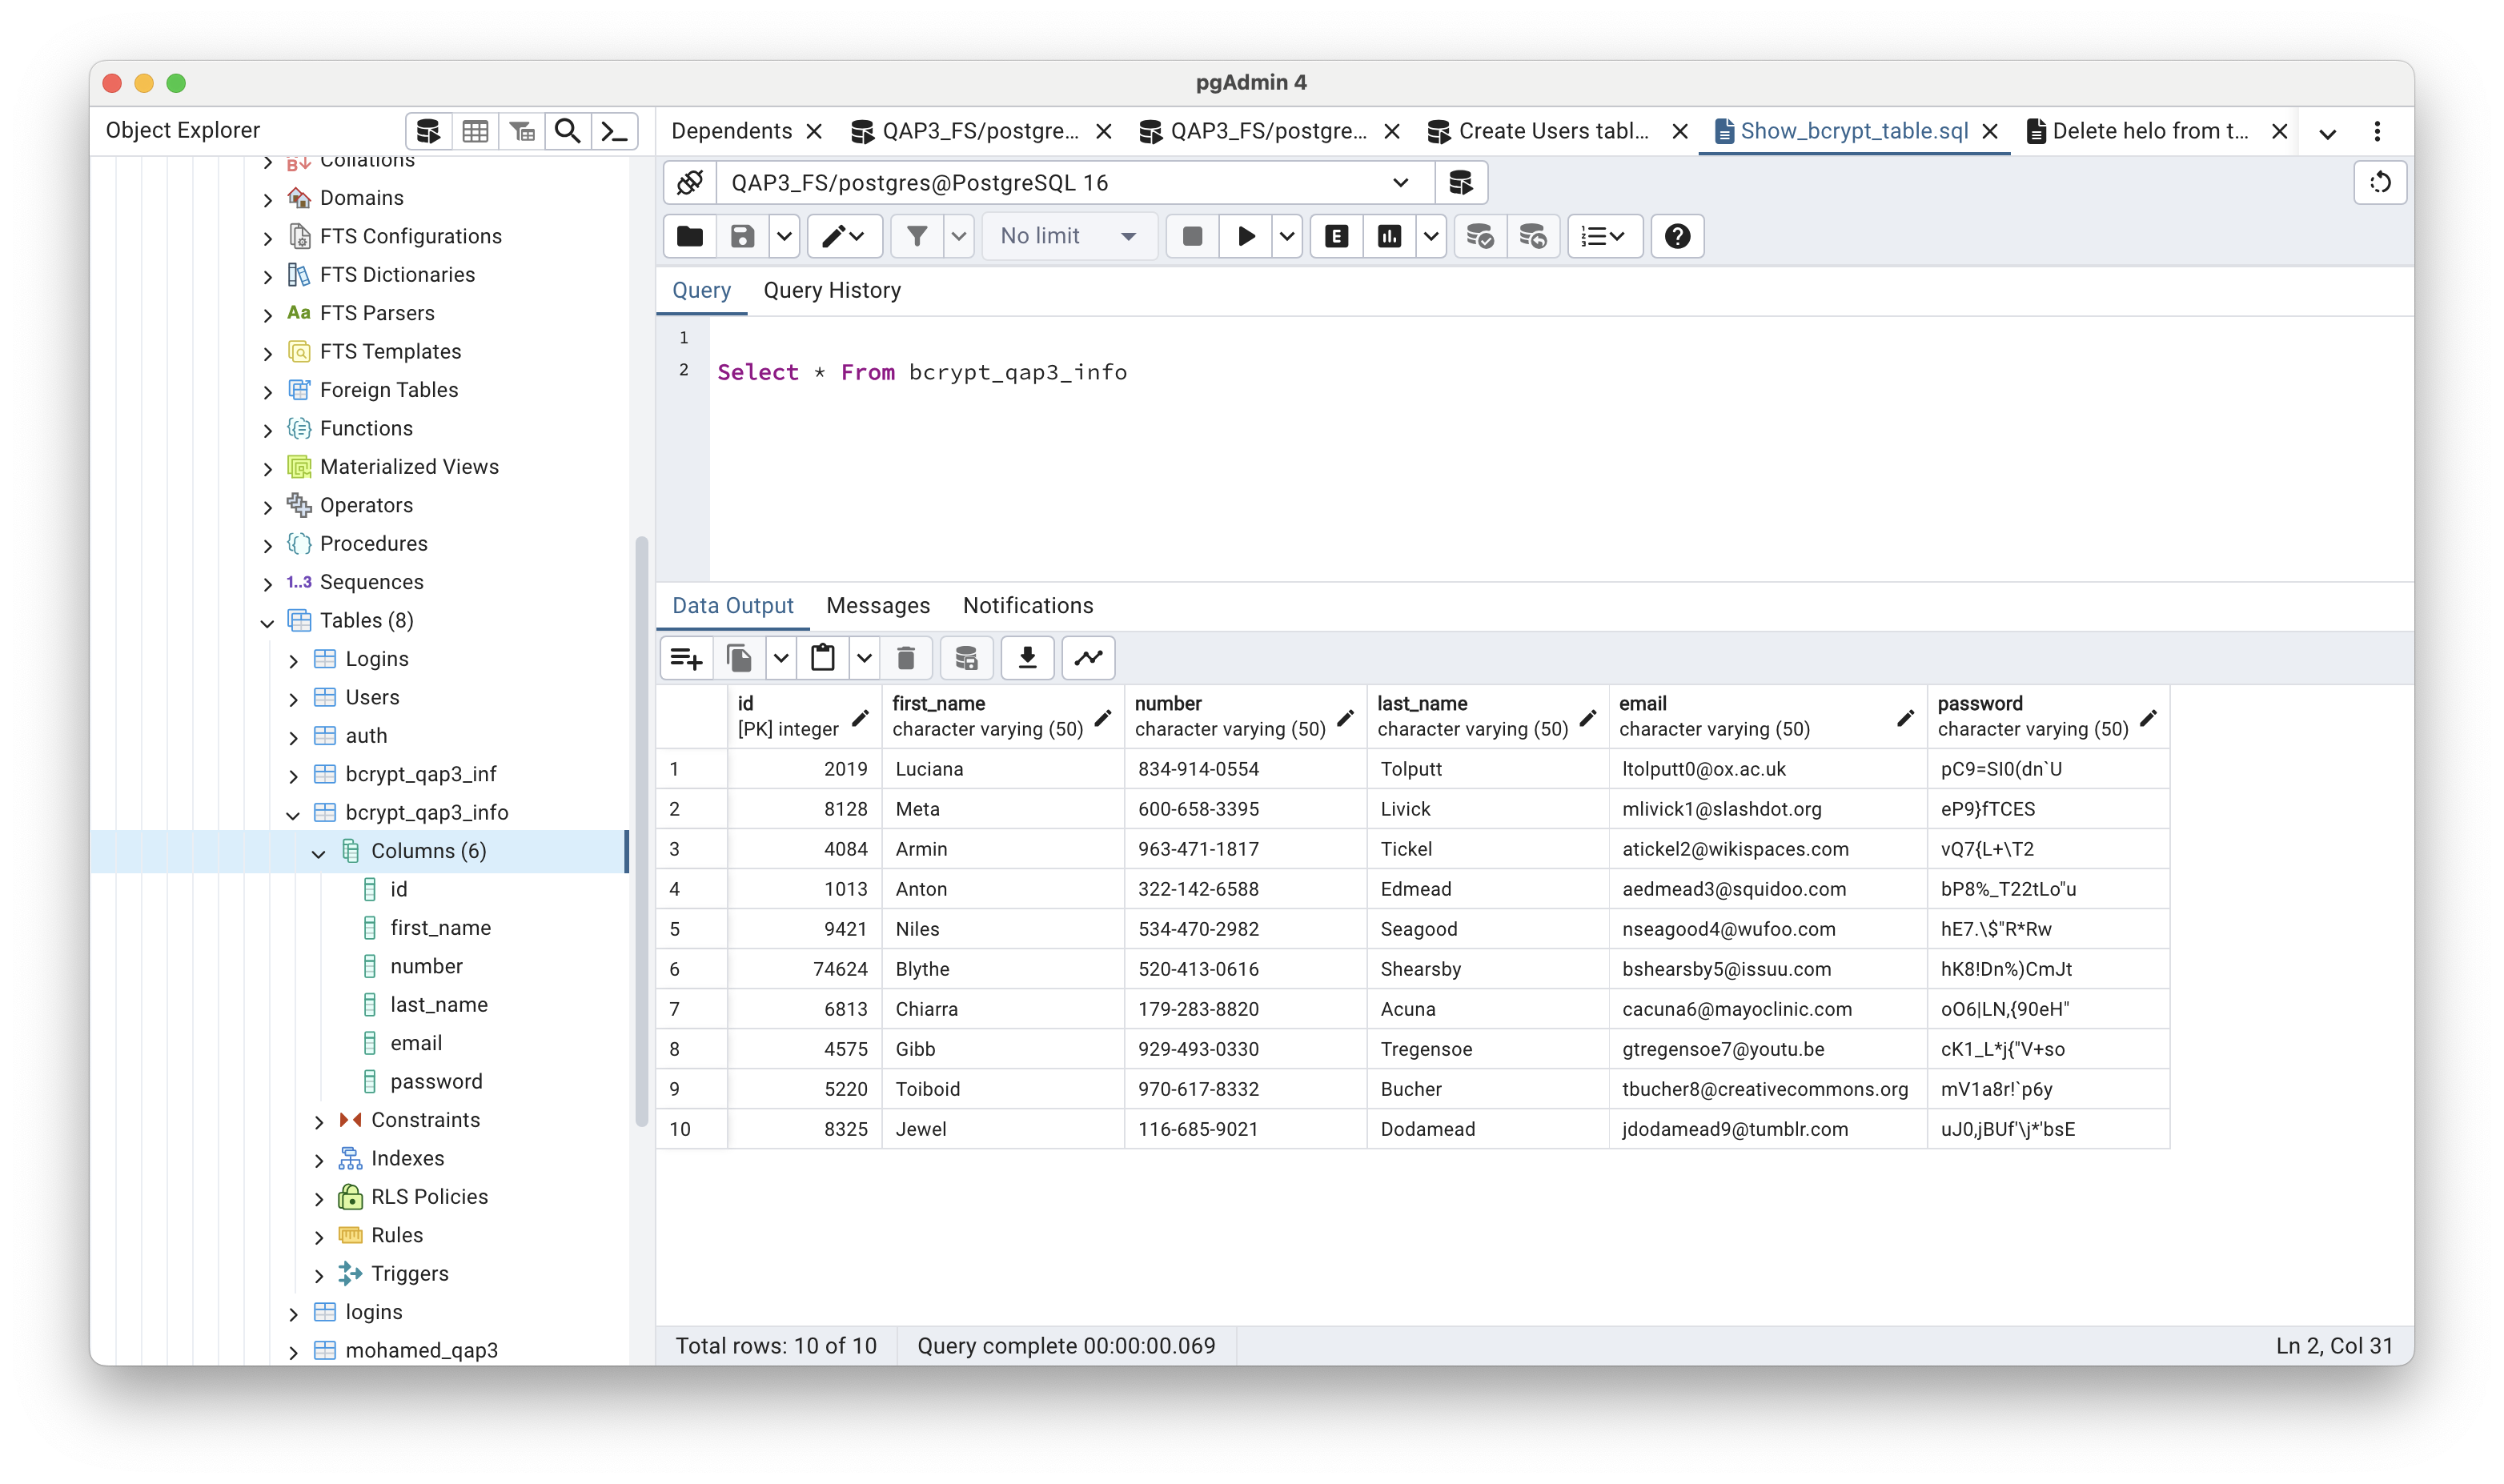 pgAdmin 4
Object Explorer
Dependents
QAP3_FS/postgre...
QAP3_FS/postgre...
Create Users tabl...
Show_bcrypt_table.sql
Delete helo from t...
Collations
Domains
FTS Configurations
FTS Dictionaries
Aa FTS Parsers
FTS Templates
Foreign Tables
Functions
Materialized Views
Operators
Procedures
1..3 Sequences
Tables (8)
Logins
Users
auth
bcrypt_qap3_inf
bcrypt_qap3_info
Columns (6)
id
first_name
number
last_name
email
password
Constraints
Indexes
RLS Policies
Rules
Triggers
logins
mohamed_qap3
QAP3_FS/postgres@PostgreSQL 16
No limit
E
Query Query History
1
2 Select * From bcrypt_qap3_info
Data Output Messages Notifications
id first_name number last_name email password
[PK] integer character varying (50) character varying (50) character varying (50) character varying (50) character varying (50)
1 2019 Luciana 834-914-0554 Tolputt ltolputt0@ox.ac.uk pC9=SI0(dn`U
2 8128 Meta 600-658-3395 Livick mlivick1@slashdot.org eP9}fTCES
3 4084 Armin 963-471-1817 Tickel atickel2@wikispaces.com vQ7{L+\T2
4 1013 Anton 322-142-6588 Edmead aedmead3@squidoo.com bP8%_T22tLo"u
5 9421 Niles 534-470-2982 Seagood nseagood4@wufoo.com hE7.\$"R*Rw
6 74624 Blythe 520-413-0616 Shearsby bshearsby5@issuu.com hK8!Dn%)CmJt
7 6813 Chiarra 179-283-8820 Acuna cacuna6@mayoclinic.com oO6|LN,{90eH"
8 4575 Gibb 929-493-0330 Tregensoe gtregensoe7@youtu.be cK1_L*j{"V+so
9 5220 Toiboid 970-617-8332 Bucher tbucher8@creativecommons.org mV1a8r!`p6y
10 8325 Jewel 116-685-9021 Dodamead jdodamead9@tumblr.com uJ0,jBUf'\j*'bsE
Total rows: 10 of 10 Query complete 00:00:00.069 Ln 2, Col 31